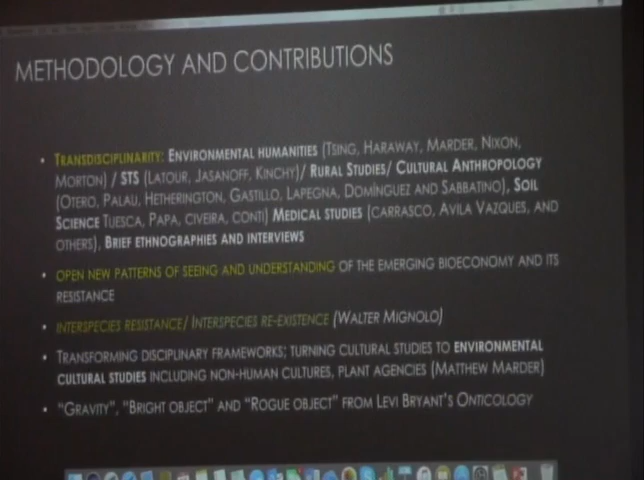 METHODOLOGY AND CONTRIBUTIONS
• TRANSDISCIPLINARITY: ENVIRONMENTAL HUMANITIES (TSING, HARAWAY, MARDER, NIXON,
MORTON) / STS (LATOUR, JASANOFF, KINCHY)/ RURAL STUDIES/ CULTURAL ANTHROPOLOGY
(OTERO, PALAU, HETHERINGTON, GASTILLO, LAPEGNA, DOMÍNGUEZ AND SABBATINO), SOIL
SCIENCE TUESCA, PAPA, CIVEIRA, CONTI) MEDICAL STUDIES (CARRASCO, AVILA VAZQUES, AND
OTHERS), BRIEF ETHNOGRAPHIES AND INTERVIEWS
• OPEN NEW PATTERNS OF SEEING AND UNDERSTANDING OF THE EMERGING BIOECONOMY AND ITS
RESISTANCE
• INTERSPECIES RESISTANCE/ INTERSPECIES RE-EXISTENCE (WALTER MIGNOLO)
• TRANSFORMING DISCIPLINARY FRAMEWORKS: TURNING CULTURAL STUDIES TO ENVIRONMENTAL
CULTURAL STUDIES INCLUDING NON-HUMAN CULTURES, PLANT AGENCIES (MATTHEW MARDER)
• "GRAVITY", "BRIGHT OBJECT" AND "ROGUE OBJECT" FROM LEVI BRYANT'S ONTICOLOGY